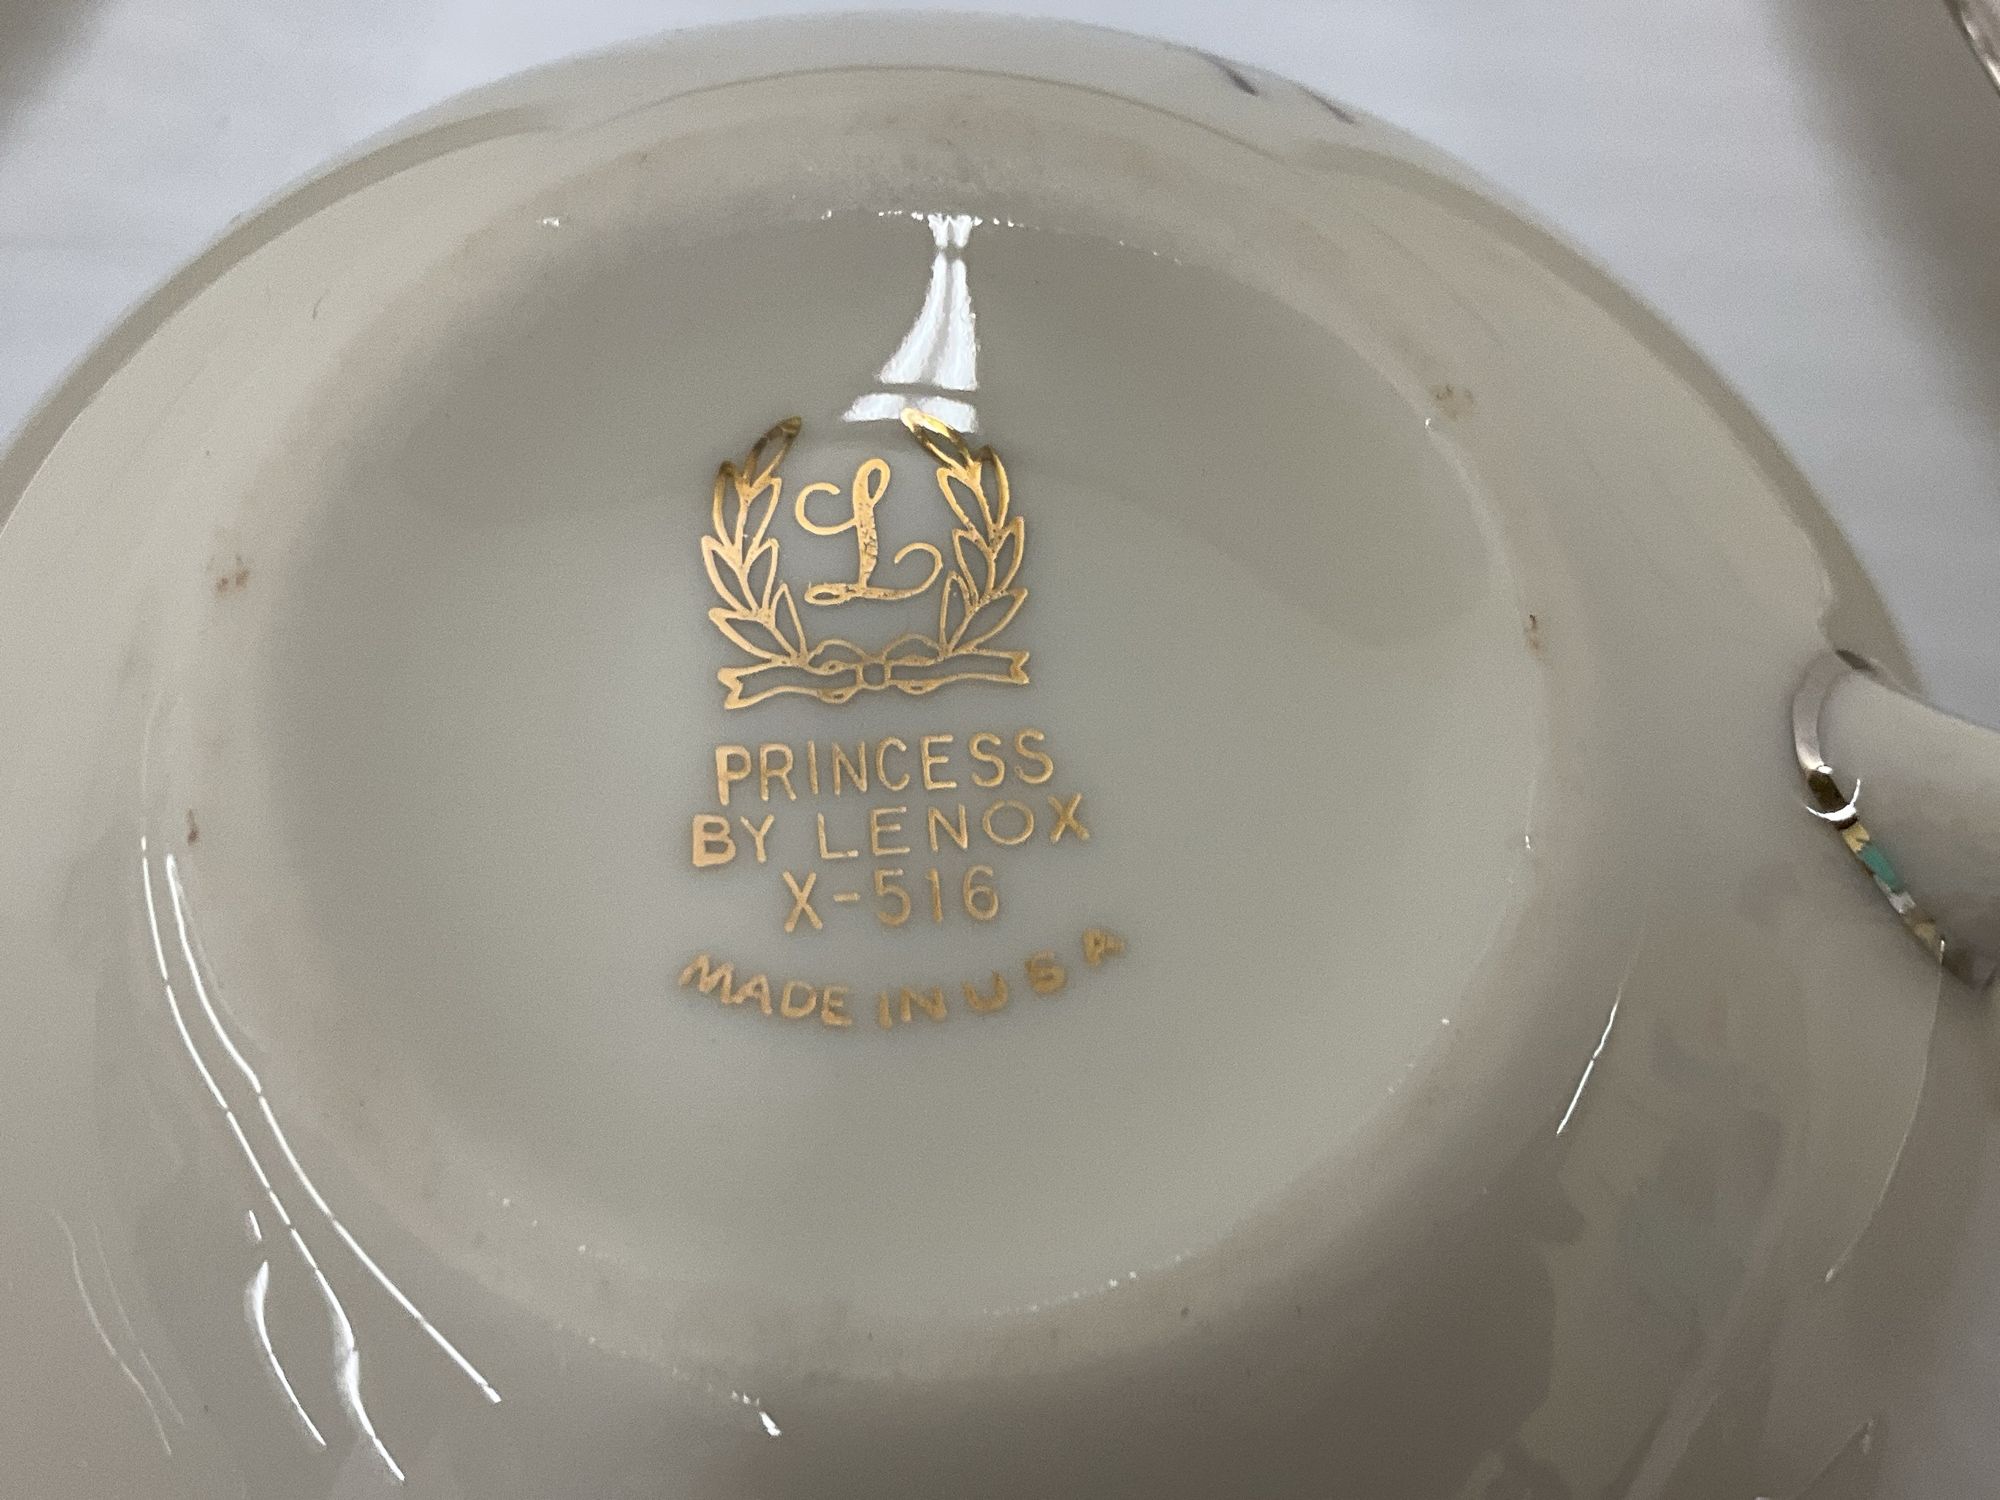 L
PRINCESS
BY LENOX
X-516
MADE IN USA